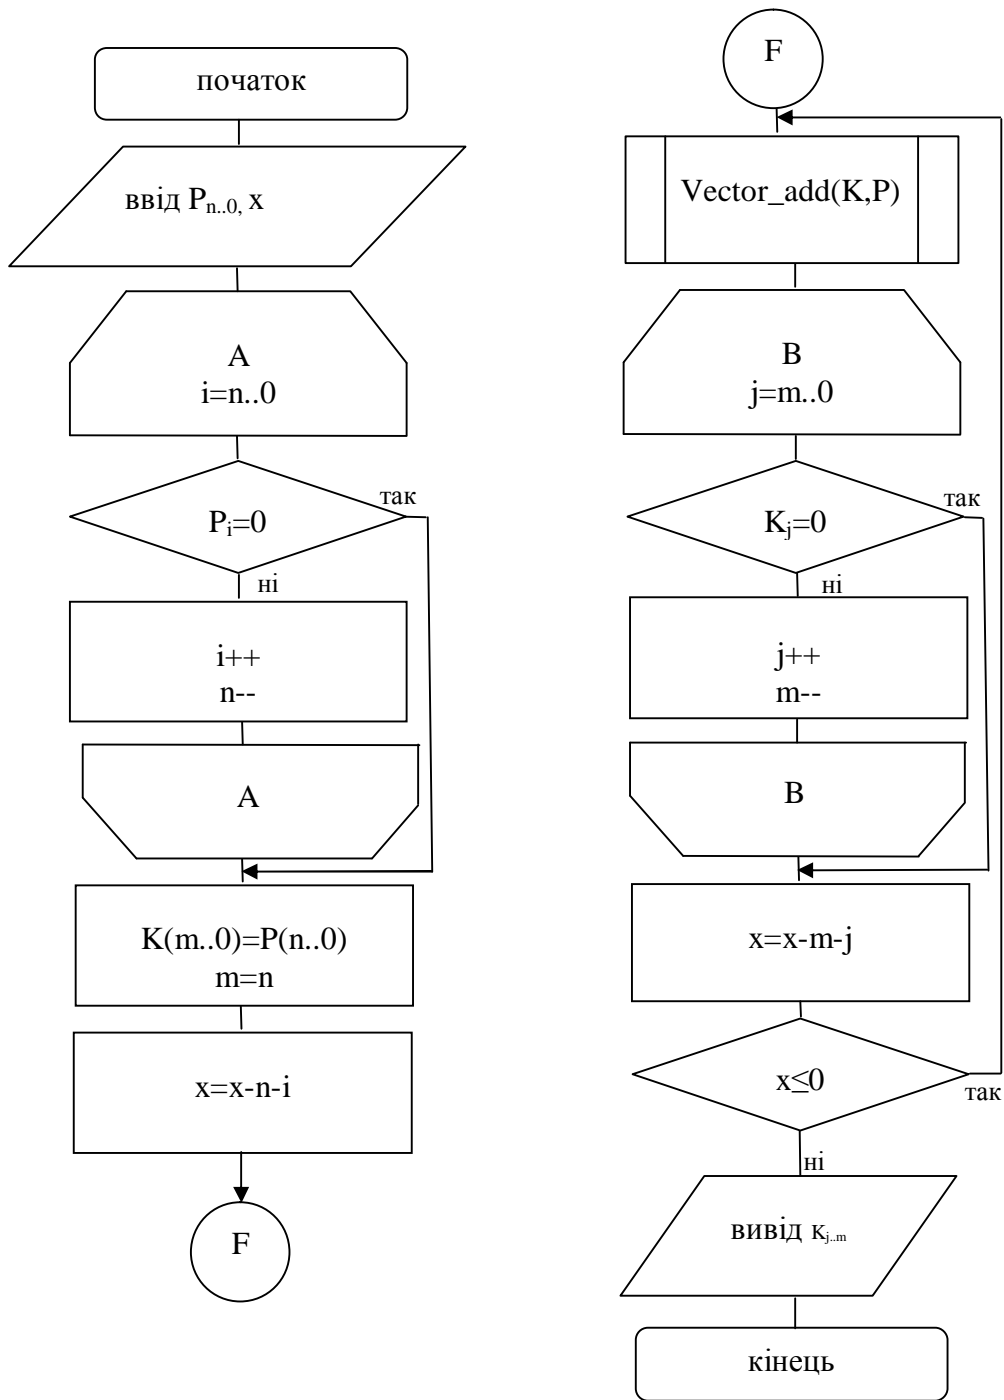 початок
ввід Pn..0, x
A
i=n..0
Pi=0
так
ні
i++
n--
A
K(m..0)=P(n..0)
m=n
x=x-n-i
F
F
Vector_add(K,P)
B
j=m..0
Kj=0
так
ні
j++
m--
B
x=x-m-j
x≤0
так
ні
вивід Kj..m
кінець